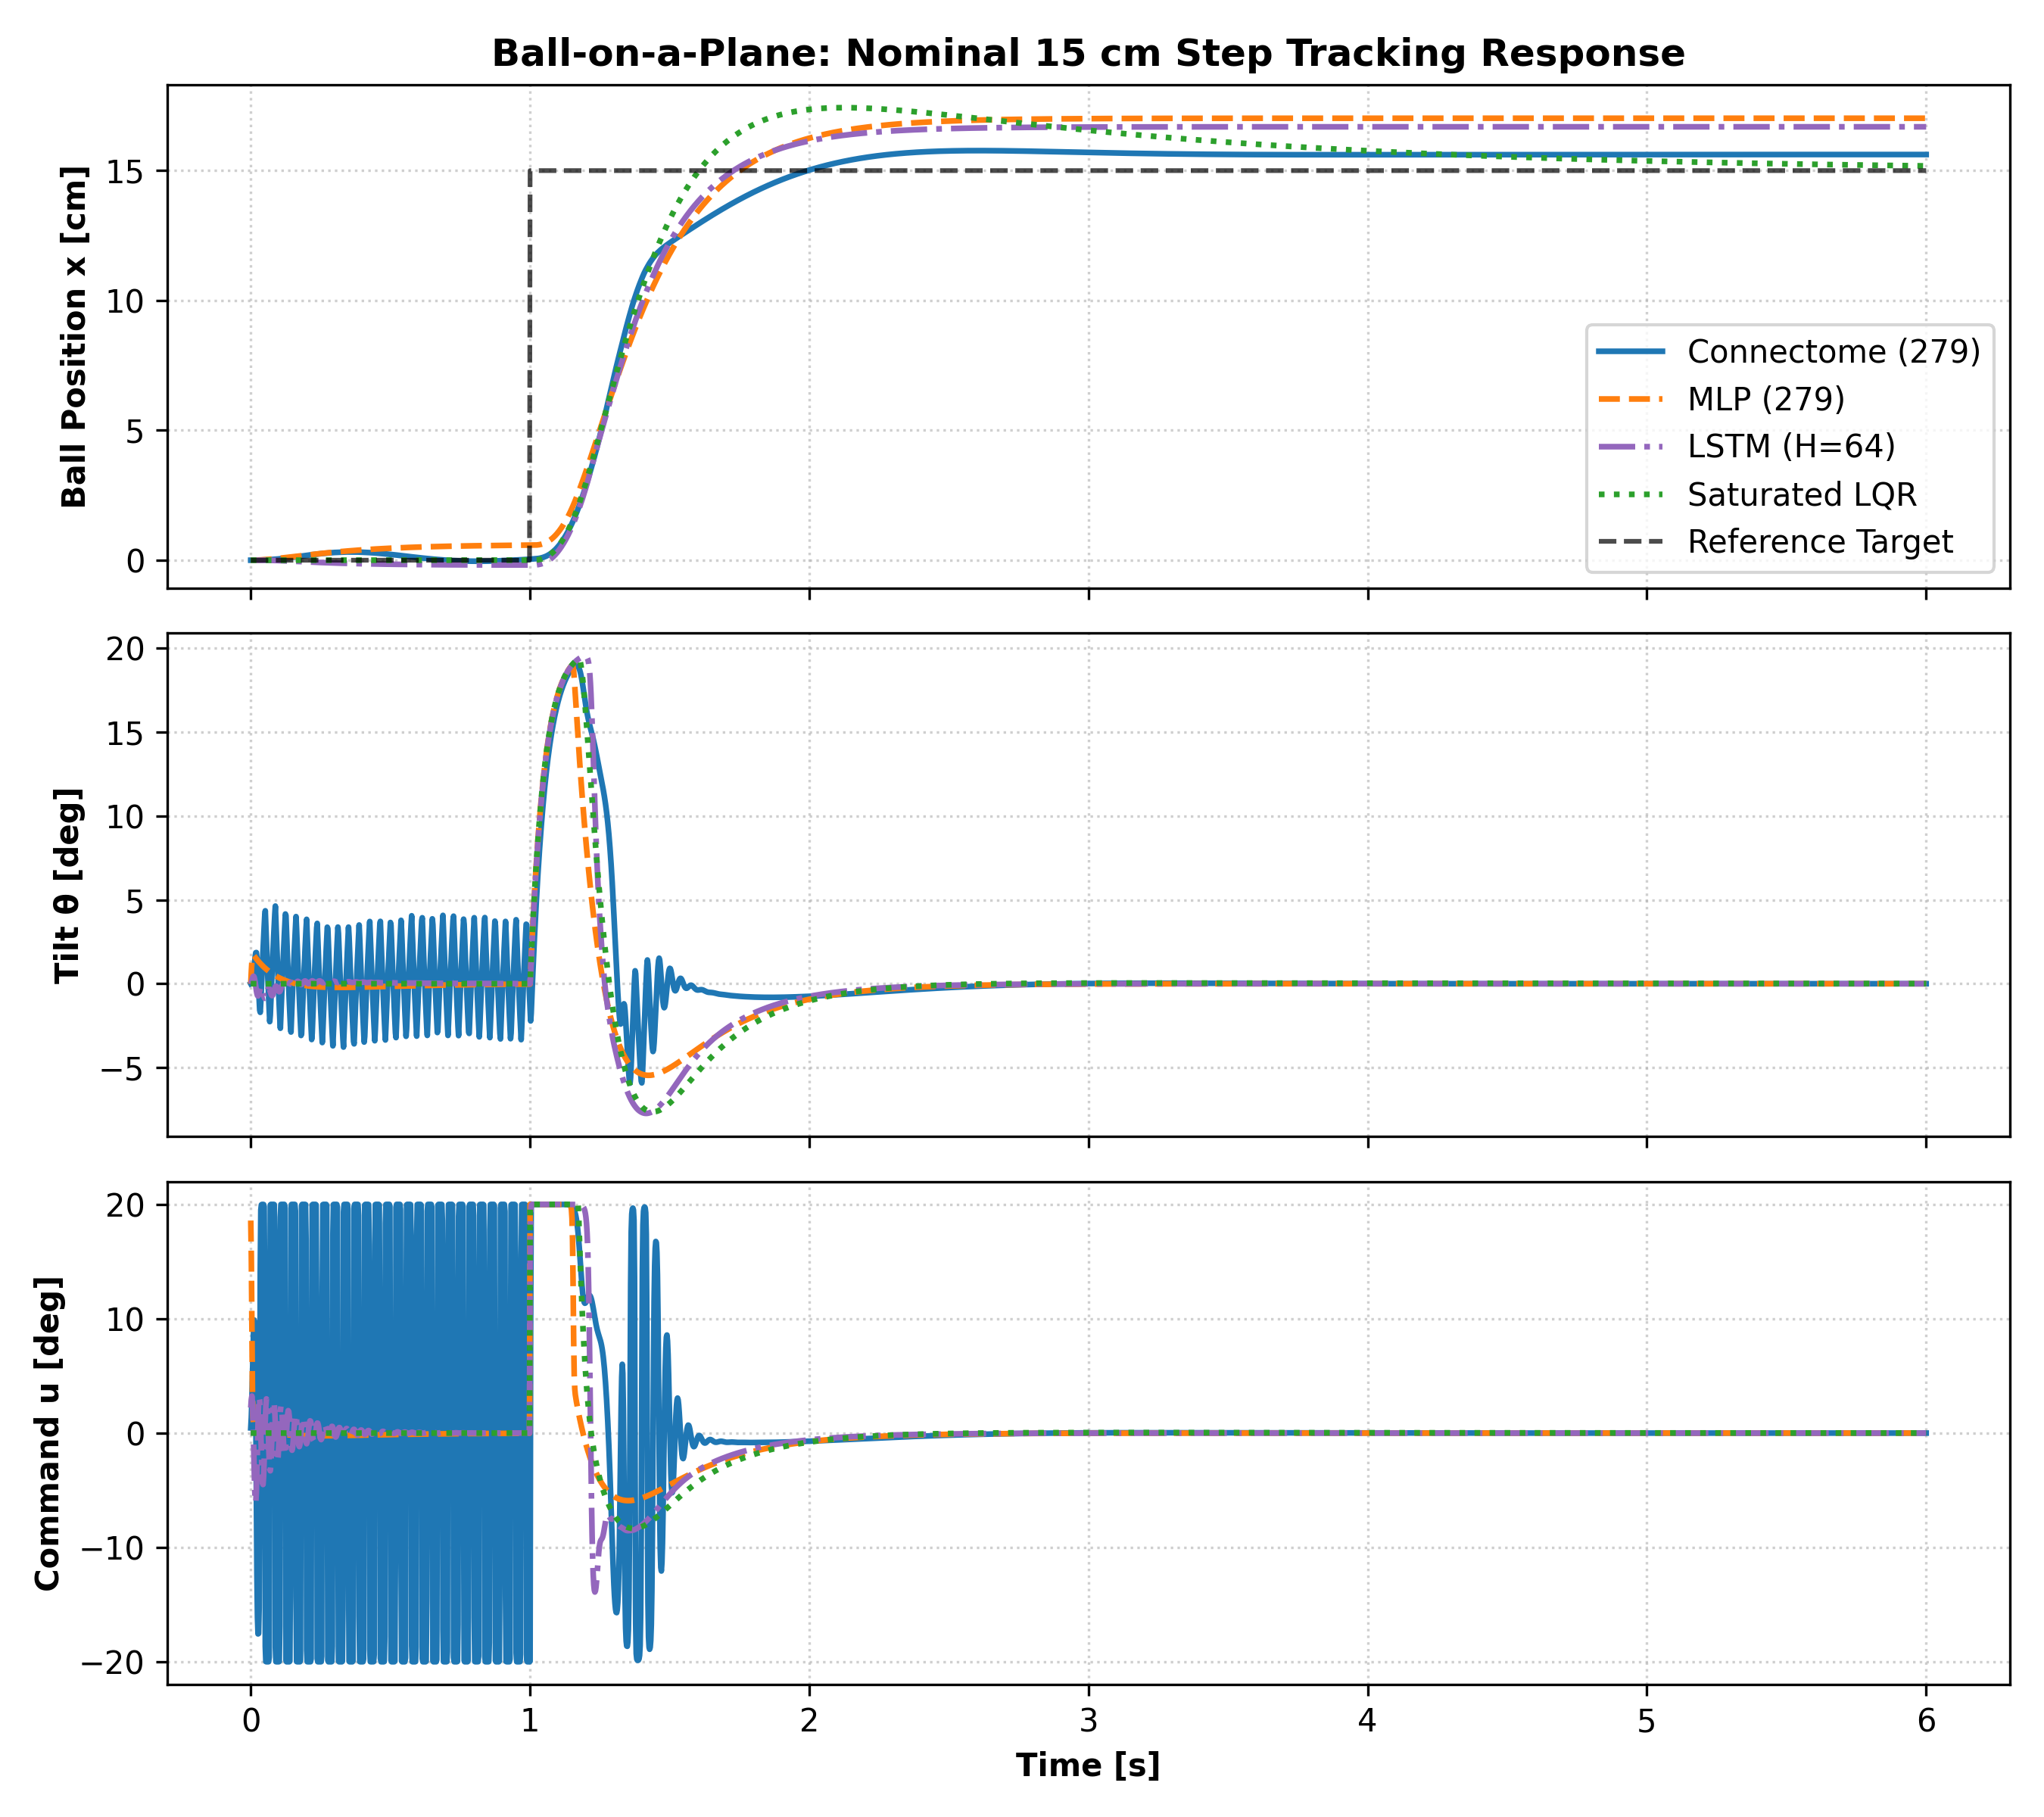 Ball-on-a-Plane: Nominal 15 cm Step Tracking Response
Ball Position x [cm]
15
10
5
0
Connectome (279)
MLP (279)
LSTM (H=64)
Saturated LQR
Reference Target
Tilt θ [deg]
20
15
10
5
0
−5
Command u [deg]
20
10
0
−10
−20
0 1 2 3 4 5 6
Time [s]